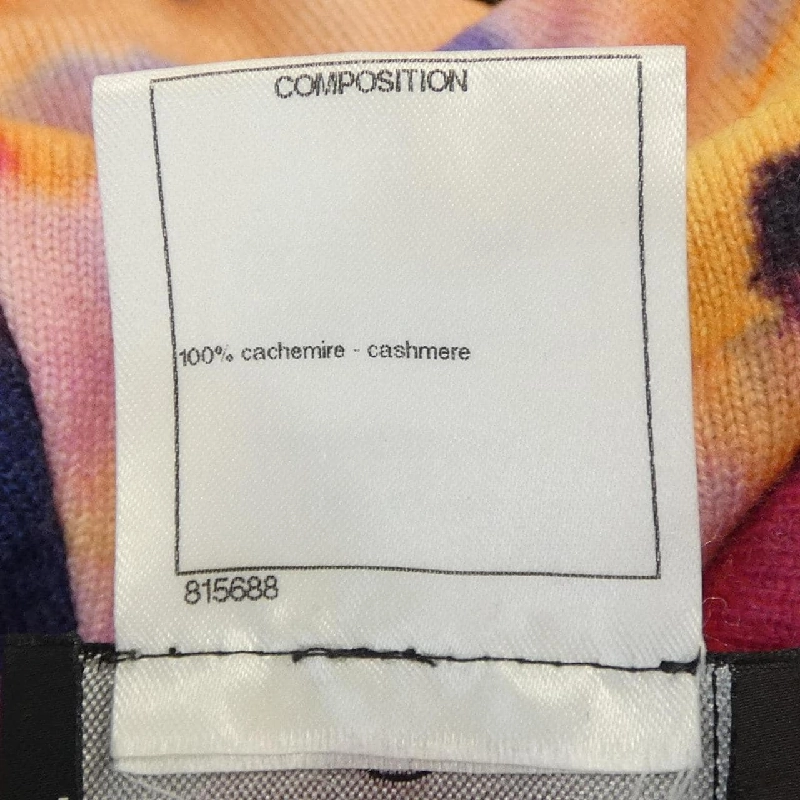 COMPOSITION
100% cachemire - cashmere
815688